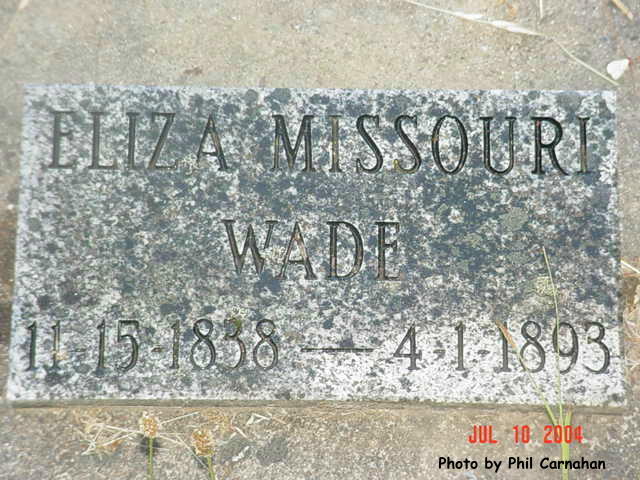 ELIZA MISSOURI
WADE
11-15-1838 — 4-1-1893
JUL 10 2004
Photo by Phil Carnahan